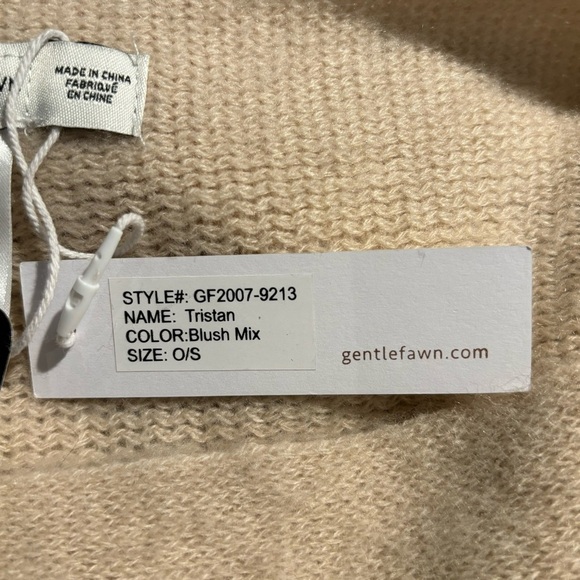 MADE IN CHINA
FABRIQUÉ
EN CHINE
STYLE#: GF2007-9213
NAME: Tristan
COLOR:Blush Mix
SIZE: O/S
gentlefawn.com